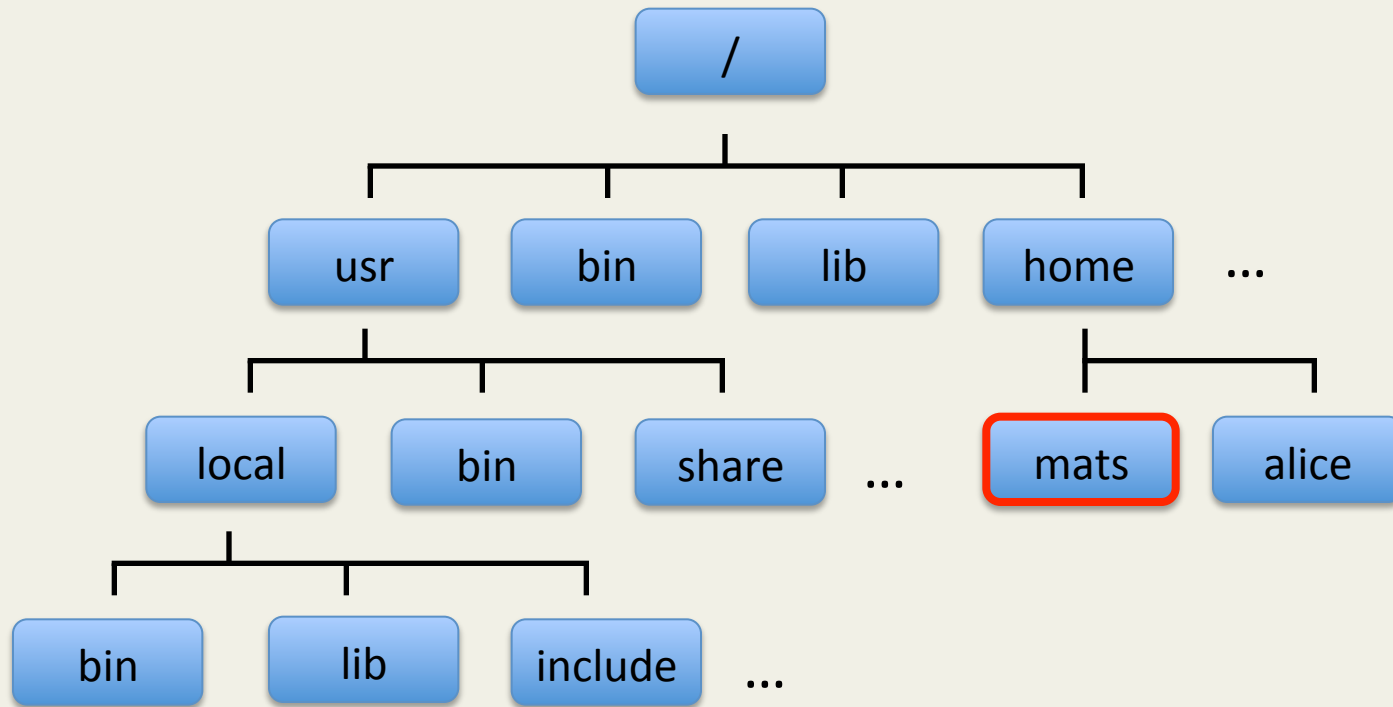 /
usr bin lib home ...
local bin share ... mats alice
bin lib include ...